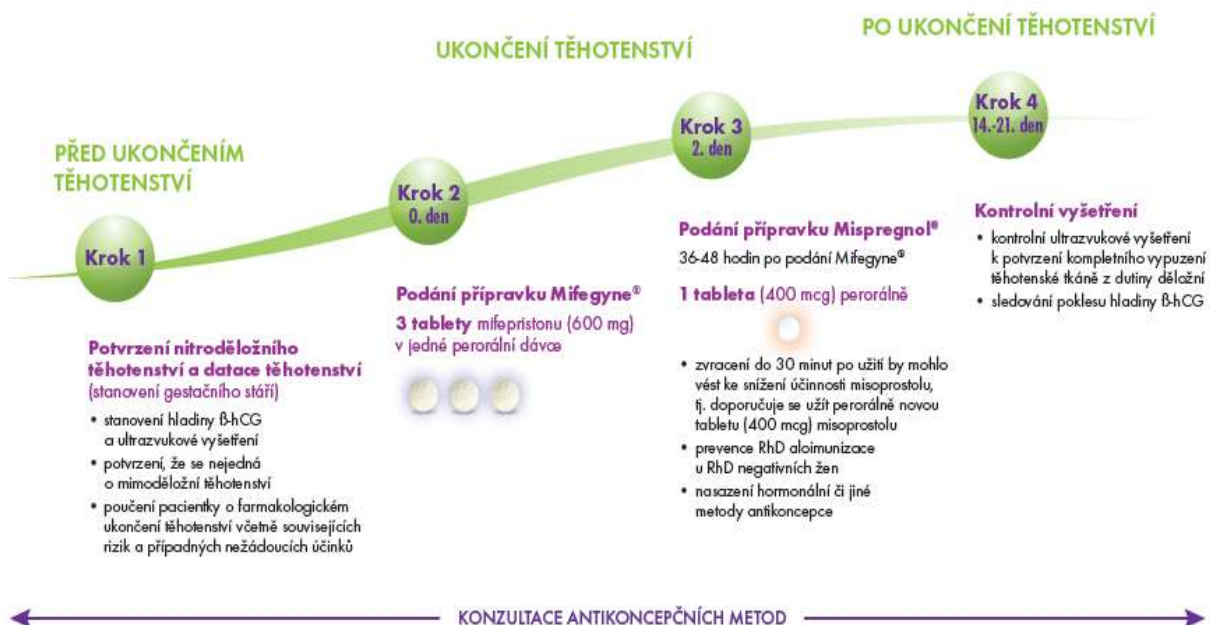 PŘED UKONČENÍM
TĚHOTENSTVÍ
UKONČENÍ TĚHOTENSTVÍ
PO UKONČENÍ TĚHOTENSTVÍ
Krok 1
Potvrzení nitroděložního
těhotenství a datace těhotenství
(stanovení gestačního stáří)
• stanovení hladiny ß-hCG
a ultrazvukové vyšetření
• potvrzení, že se nejedná
o mimoděložní těhotenství
• poučení pacientky o farmakologickém
ukončení těhotenství včetně souvisejících
rizik a případných nežádoucích účinků
Krok 2
0. den
Podání přípravku Mifegyne®
3 tablety mifepristonu (600 mg)
v jedné perorální dávce
Krok 3
2. den
Podání přípravku Mispregnol®
36-48 hodin po podání Mifegyne®
1 tableta (400 mcg) perorálně
• zvracení do 30 minut po užití by mohlo
vést ke snížení účinnosti misoprostolu,
tj. doporučuje se užít perorálně novou
tabletu (400 mcg) misoprostolu
• prevence RhD aloimunizace
u RhD negativních žen
• nasazení hormonální či jiné
metody antikoncepce
Krok 4
14.-21. den
Kontrolní vyšetření
• kontrolní ultrazvukové vyšetření
k potvrzení kompletního vypuzení
těhotenské tkáně z dutiny děložní
• sledování poklesu hladiny ß-hCG
KONZULTACE ANTIKONCEPČNÍCH METOD